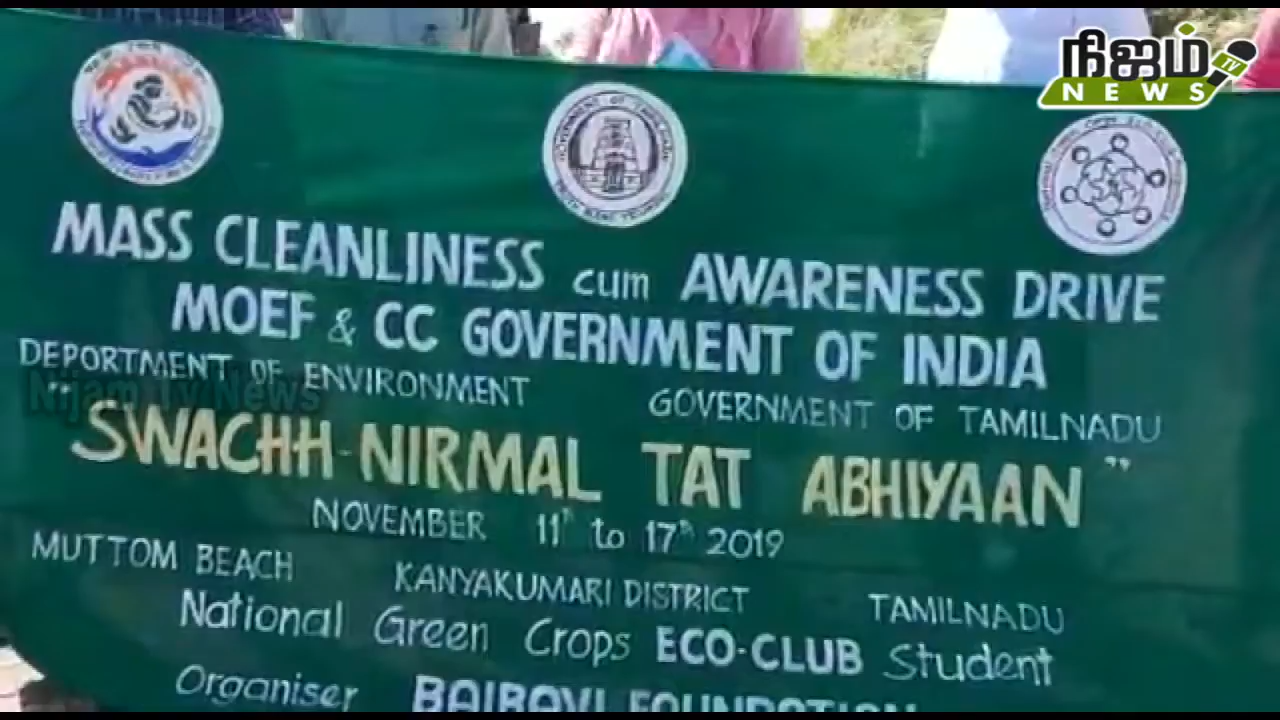 நிஜம்
TV
NEWS
MASS CLEANLINESS cum AWARENESS DRIVE
MOEF & CC GOVERNMENT OF INDIA
DEPORTMENT OF ENVIRONMENT GOVERNMENT OF TAMILNADU
Nijam Tv News
"SWACHH-NIRMAL TAT ABHIYAAN"
NOVEMBER 11th to 17th 2019
MUTTOM BEACH KANYAKUMARI DISTRICT TAMILNADU
National Green Crops ECO-CLUB Student
Organiser BAIRAVI FOUNDATION